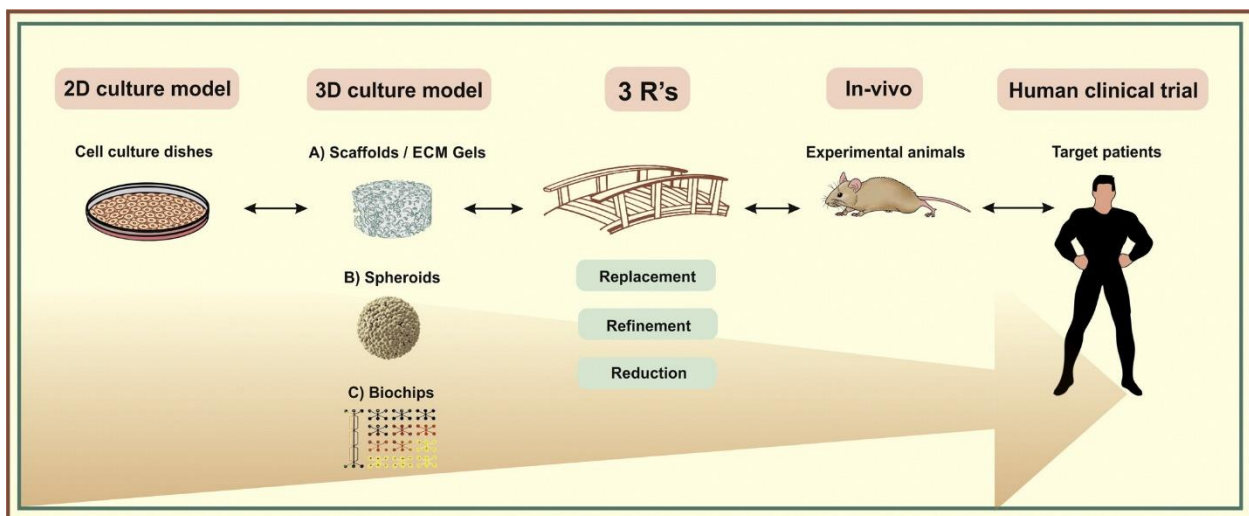 2D culture model
3D culture model
3 R's
In-vivo
Human clinical trial
Cell culture dishes
A) Scaffolds / ECM Gels
Experimental animals
Target patients
B) Spheroids
Replacement
Refinement
Reduction
C) Biochips